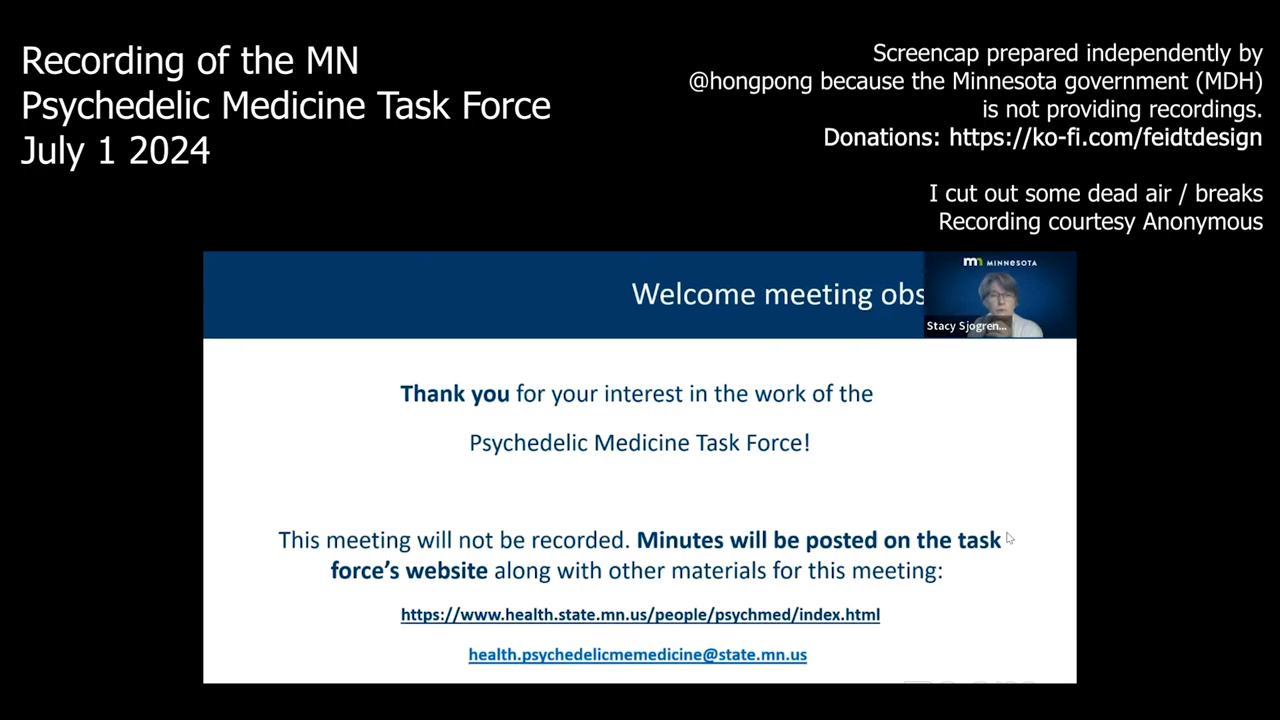 Recording of the MN
Psychedelic Medicine Task Force
July 1 2024
Screencap prepared independently by
@hongpong because the Minnesota government (MDH)
is not providing recordings.
Donations: https://ko-fi.com/feidtdesign
I cut out some dead air / breaks
Recording courtesy Anonymous
Welcome meeting obs
mn MINNESOTA
Stacy Sjogren...
Thank you for your interest in the work of the
Psychedelic Medicine Task Force!
This meeting will not be recorded. Minutes will be posted on the task
force's website along with other materials for this meeting:
https://www.health.state.mn.us/people/psychmed/index.html
health.psychedelicmemedicine@state.mn.us